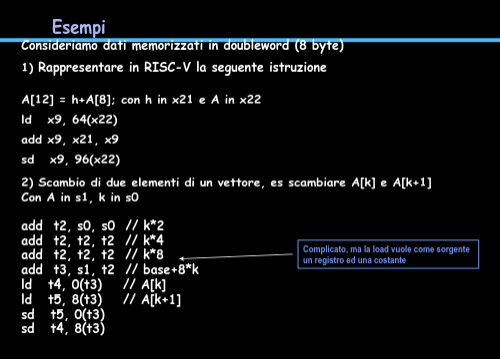 Esempi
Consideriamo dati memorizzati in doubleword (8 byte)
1) Rappresentare in RISC-V la seguente istruzione
A[12] = h+A[8]; con h in x21 e A in x22
ld x9, 64(x22)
add x9, x21, x9
sd x9, 96(x22)
2) Scambio di due elementi di un vettore, es scambiare A[k] e A[k+1]
Con A in s1, k in s0
add t2, s0, s0 // k*2
add t2, t2, t2 // k*4
add t2, t2, t2 // k*8
add t3, s1, t2 // base+8*k
ld t4, 0(t3) // A[k]
ld t5, 8(t3) // A[k+1]
sd t5, 0(t3)
sd t4, 8(t3)
Complicato, ma la load vuole come sorgente
un registro ed una costante